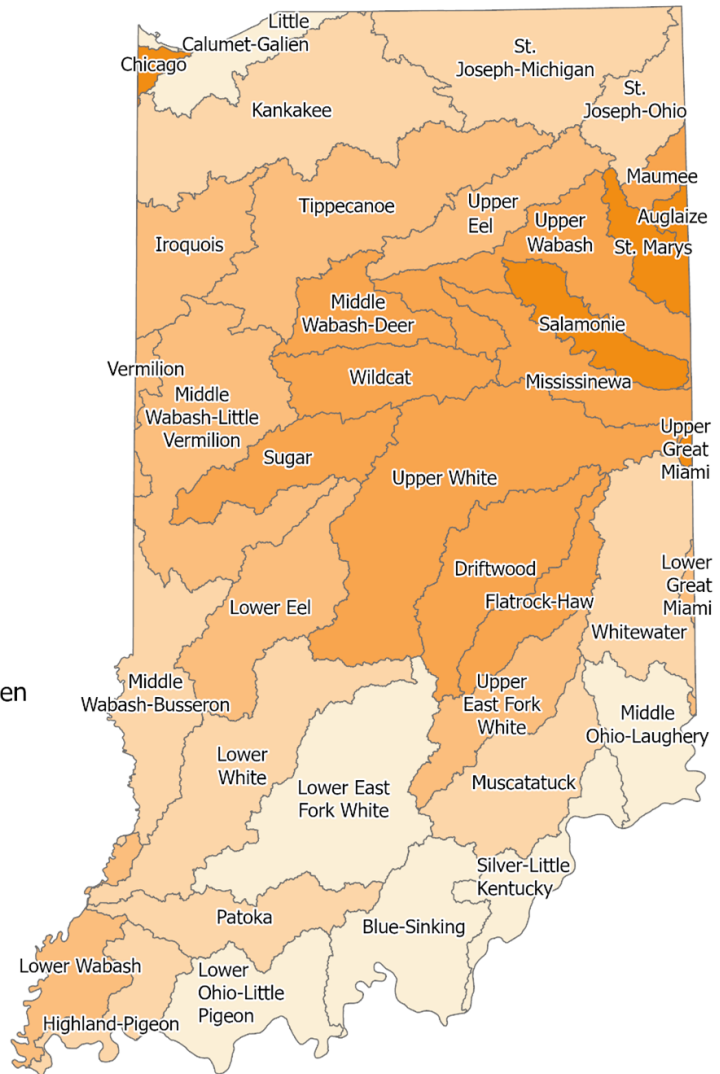 Little
Calumet-Galien
Chicago
St.
Joseph-Michigan
Kankakee
St.
Joseph-Ohio
Maumee
Tippecanoe
Upper
Eel
Auglaize
Upper
Wabash
St. Marys
Iroquois
Middle
Wabash-Deer
Salamonie
Vermilion
Wildcat
Mississinewa
Middle
Wabash-Little
Vermilion
Upper
Great
Miami
Sugar
Upper White
Driftwood
Lower
Great
Miami
Flatrock-Haw
Lower Eel
Whitewater
en
Middle
Wabash-Busseron
Upper
East Fork
White
Middle
Ohio-Laughery
Lower
White
Muscatatuck
Lower East
Fork White
Silver-Little
Kentucky
Patoka
Blue-Sinking
Lower Wabash
Lower
Ohio-Little
Pigeon
Highland-Pigeon